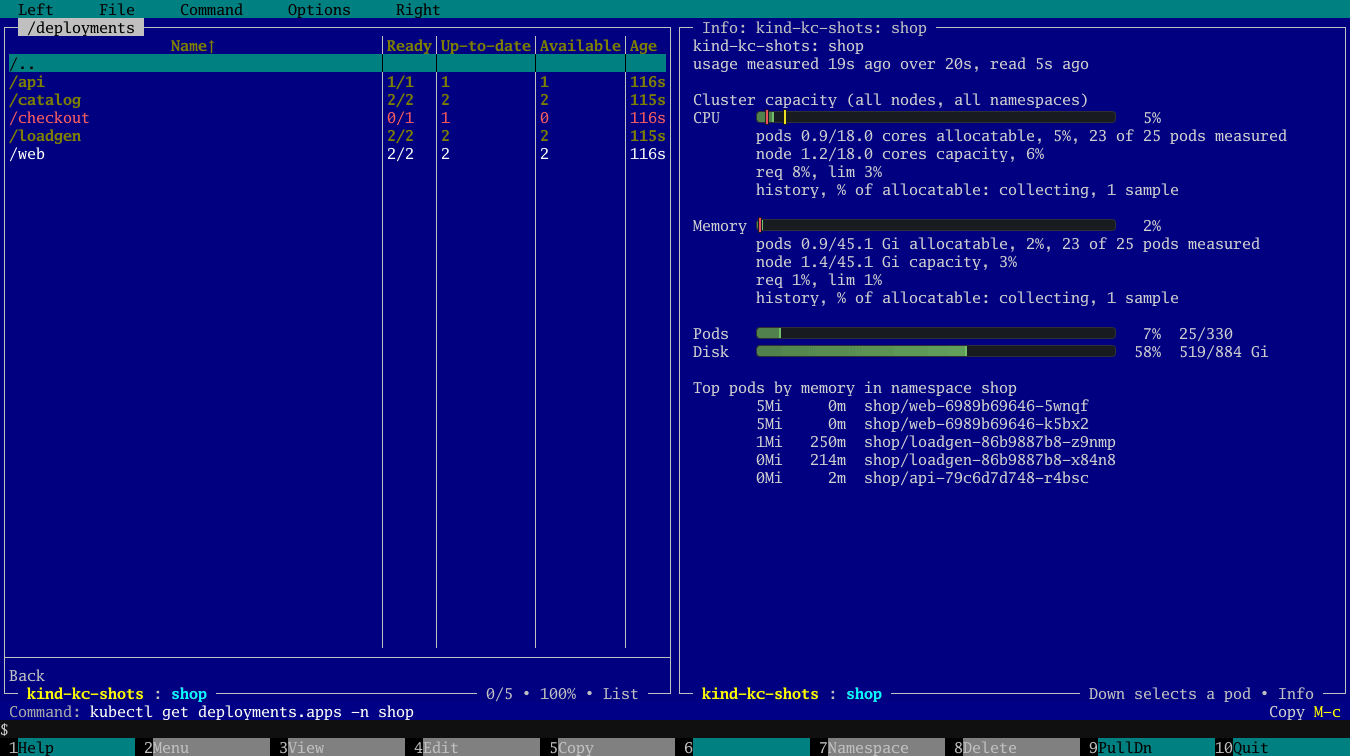 Left File Command Options Right
/deployments
Name↑ Ready Up-to-date Available Age
/..
/api 1/1 1 1 116s
/catalog 2/2 2 2 115s
/checkout 0/1 1 0 116s
/loadgen 2/2 2 2 115s
/web 2/2 2 2 116s
Back
kind-kc-shots : shop 0/5 • 100% • List
Info: kind-kc-shots: shop
kind-kc-shots: shop
usage measured 19s ago over 20s, read 5s ago
Cluster capacity (all nodes, all namespaces)
CPU 5%
pods 0.9/18.0 cores allocatable, 5%, 23 of 25 pods measured
node 1.2/18.0 cores capacity, 6%
req 8%, lim 3%
history, % of allocatable: collecting, 1 sample
Memory 2%
pods 0.9/45.1 Gi allocatable, 2%, 23 of 25 pods measured
node 1.4/45.1 Gi capacity, 3%
req 1%, lim 1%
history, % of allocatable: collecting, 1 sample
Pods 7% 25/330
Disk 58% 519/884 Gi
Top pods by memory in namespace shop
5Mi 0m shop/web-6989b69646-5wnqf
5Mi 0m shop/web-6989b69646-k5bx2
1Mi 250m shop/loadgen-86b9887b8-z9nmp
0Mi 214m shop/loadgen-86b9887b8-x84n8
0Mi 2m shop/api-79c6d7d748-r4bsc
kind-kc-shots : shop Down selects a pod • Info
Command: kubectl get deployments.apps -n shop Copy M-c
$
1Help 2Menu 3View 4Edit 5Copy 6 7Namespace 8Delete 9PullDn 10Quit